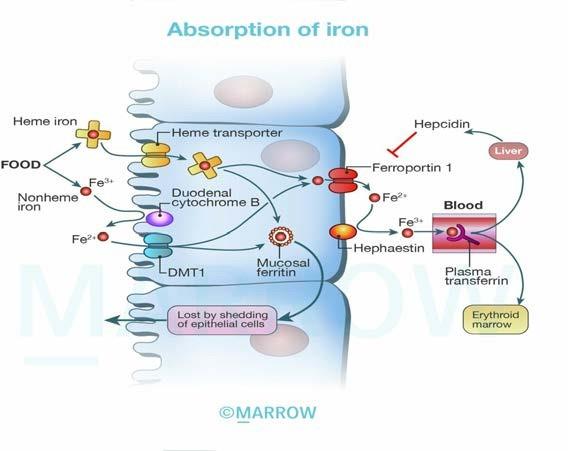 Absorption of iron
Heme iron
Heme transporter
Hepcidin
Liver
FOOD
Ferroportin 1
Fe³⁺
Nonheme
iron
Duodenal
cytochrome B
Fe²⁺
Blood
Fe³⁺
Fe²⁺
Hephaestin
DMT1
Mucosal
ferritin
Plasma
transferrin
Lost by shedding
of epithelial cells
Erythroid
marrow
MARROW
©MARROW